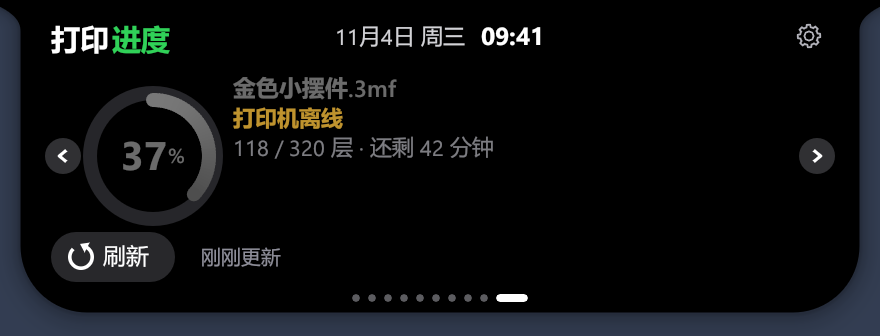 打印进度 11月4日 周三 09:41
金色小摆件.3mf
打印机离线
37%
118 / 320 层 · 还剩 42 分钟
刷新 刚刚更新